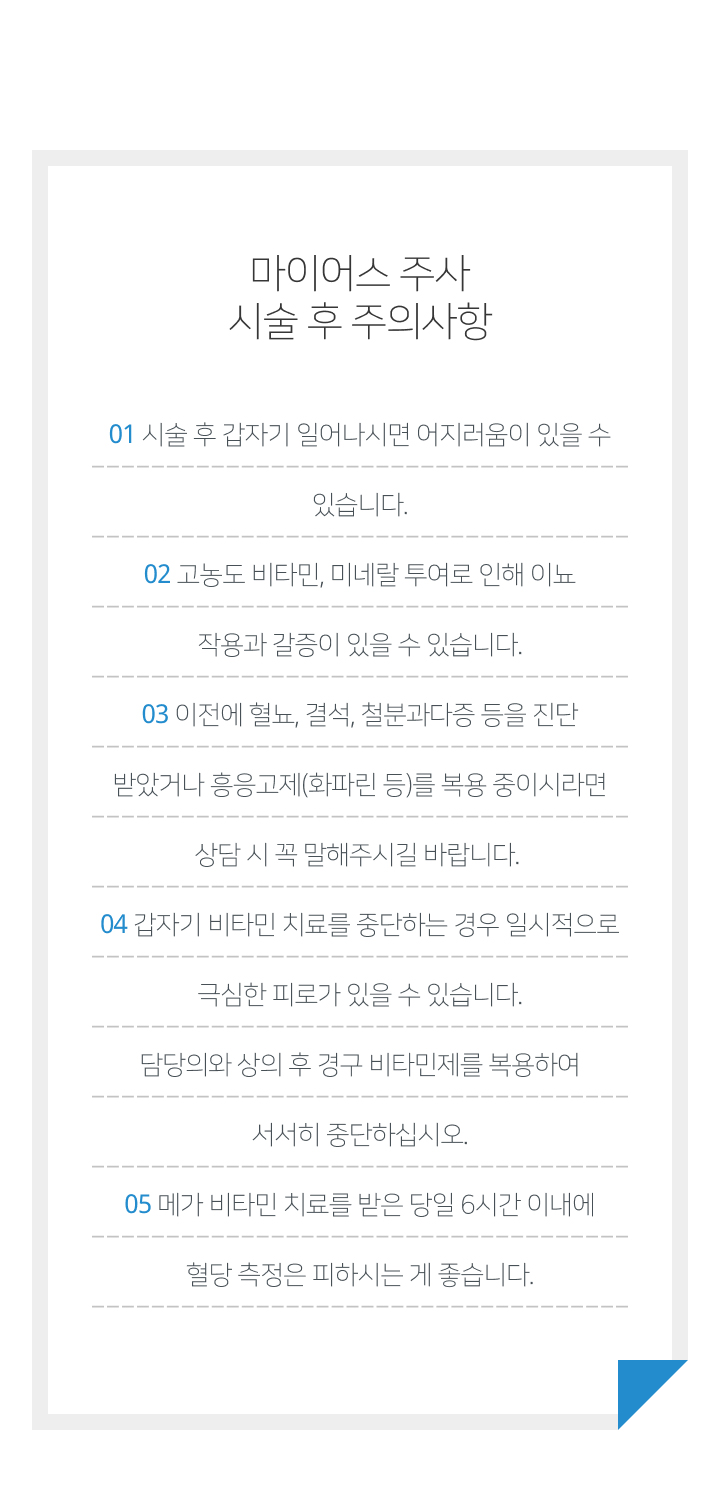 마이어스 주사
시술 후 주의사항
01 시술 후 갑자기 일어나시면 어지러움이 있을 수
있습니다.
02 고농도 비타민, 미네랄 투여로 인해 이뇨
작용과 갈증이 있을 수 있습니다.
03 이전에 혈뇨, 결석, 철분과다증 등을 진단
받았거나 흥응고제(화파린 등)를 복용 중이시라면
상담 시 꼭 말해주시길 바랍니다.
04 갑자기 비타민 치료를 중단하는 경우 일시적으로
극심한 피로가 있을 수 있습니다.
담당의와 상의 후 경구 비타민제를 복용하여
서서히 중단하십시오.
05 메가 비타민 치료를 받은 당일 6시간 이내에
혈당 측정은 피하시는 게 좋습니다.